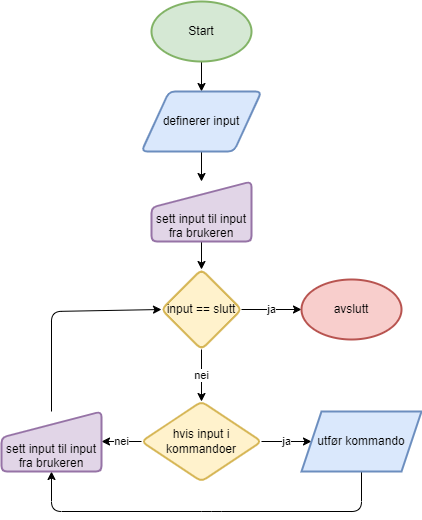 Start
definerer input
sett input til input
fra brukeren
input == slutt
ja
avslutt
nei
hvis input i
kommandoer
ja
utfør kommando
nei
sett input til input
fra brukeren